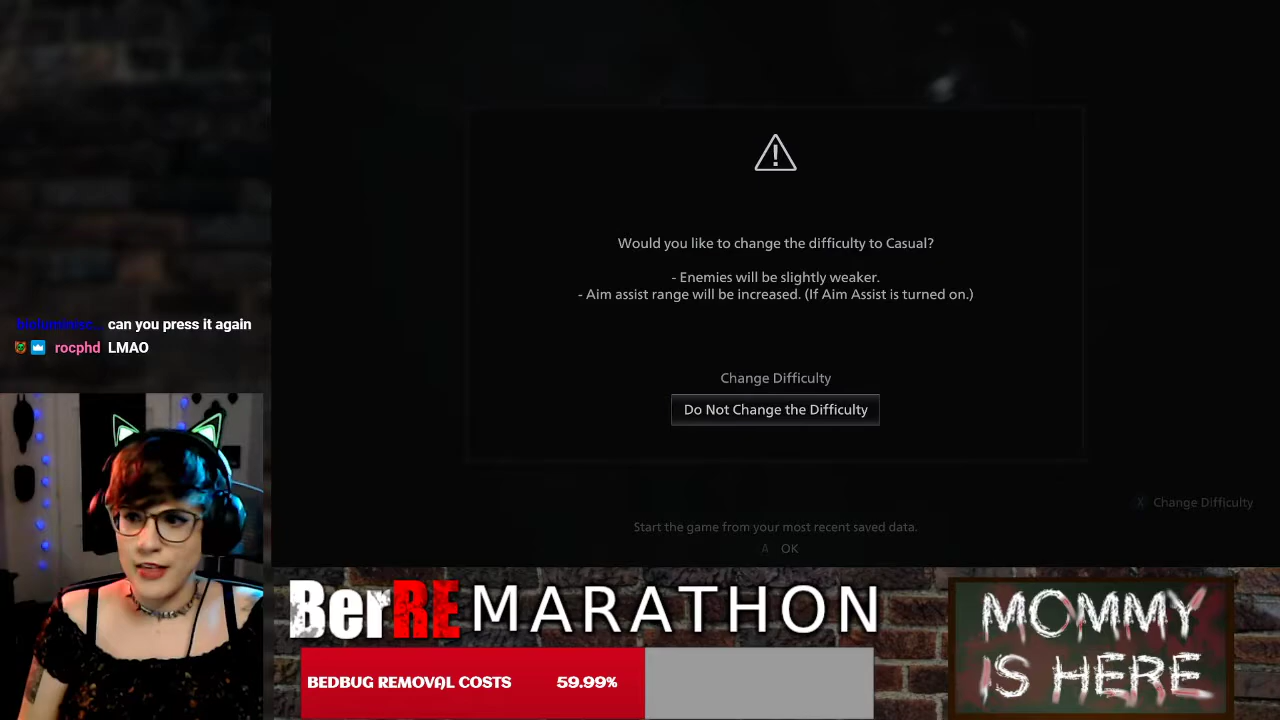 Would you like to change the difficulty to Casual?
- Enemies will be slightly weaker.
- Aim assist range will be increased. (If Aim Assist is turned on.)
Change Difficulty
Do Not Change the Difficulty
X Change Difficulty
Start the game from your most recent saved data.
A OK
can you press it again
rocphd LMAO
BerRE MARATHON
BEDBUG REMOVAL COSTS 59.99%
MOMMY
IS HERE